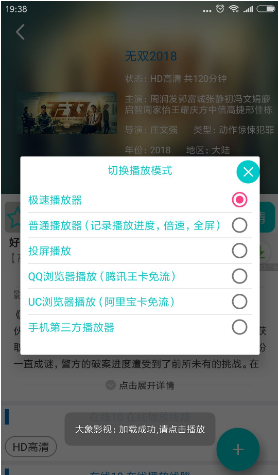 19:38
无双2018
状态：HD高清 共120分钟
无双
主演：周润发郭富城张静初冯文娟廖
启智周家怡王耀庆方中信高捷邢佳栋
导演：庄文强 类型：动作惊悚犯罪
年份：2018 地区：大陆
切换播放模式
极速播放器
普通播放器（记录播放进度，倍速，全屏）
投屏播放
QQ浏览器播放（腾讯王卡免流）
UC浏览器播放（阿里宝卡免流）
手机第三方播放器
一直成谜，警方的破案进度遭受到了前所未有的挑战。在
点击展开详情
大象影视：加载成功,请点击播放
HD高清